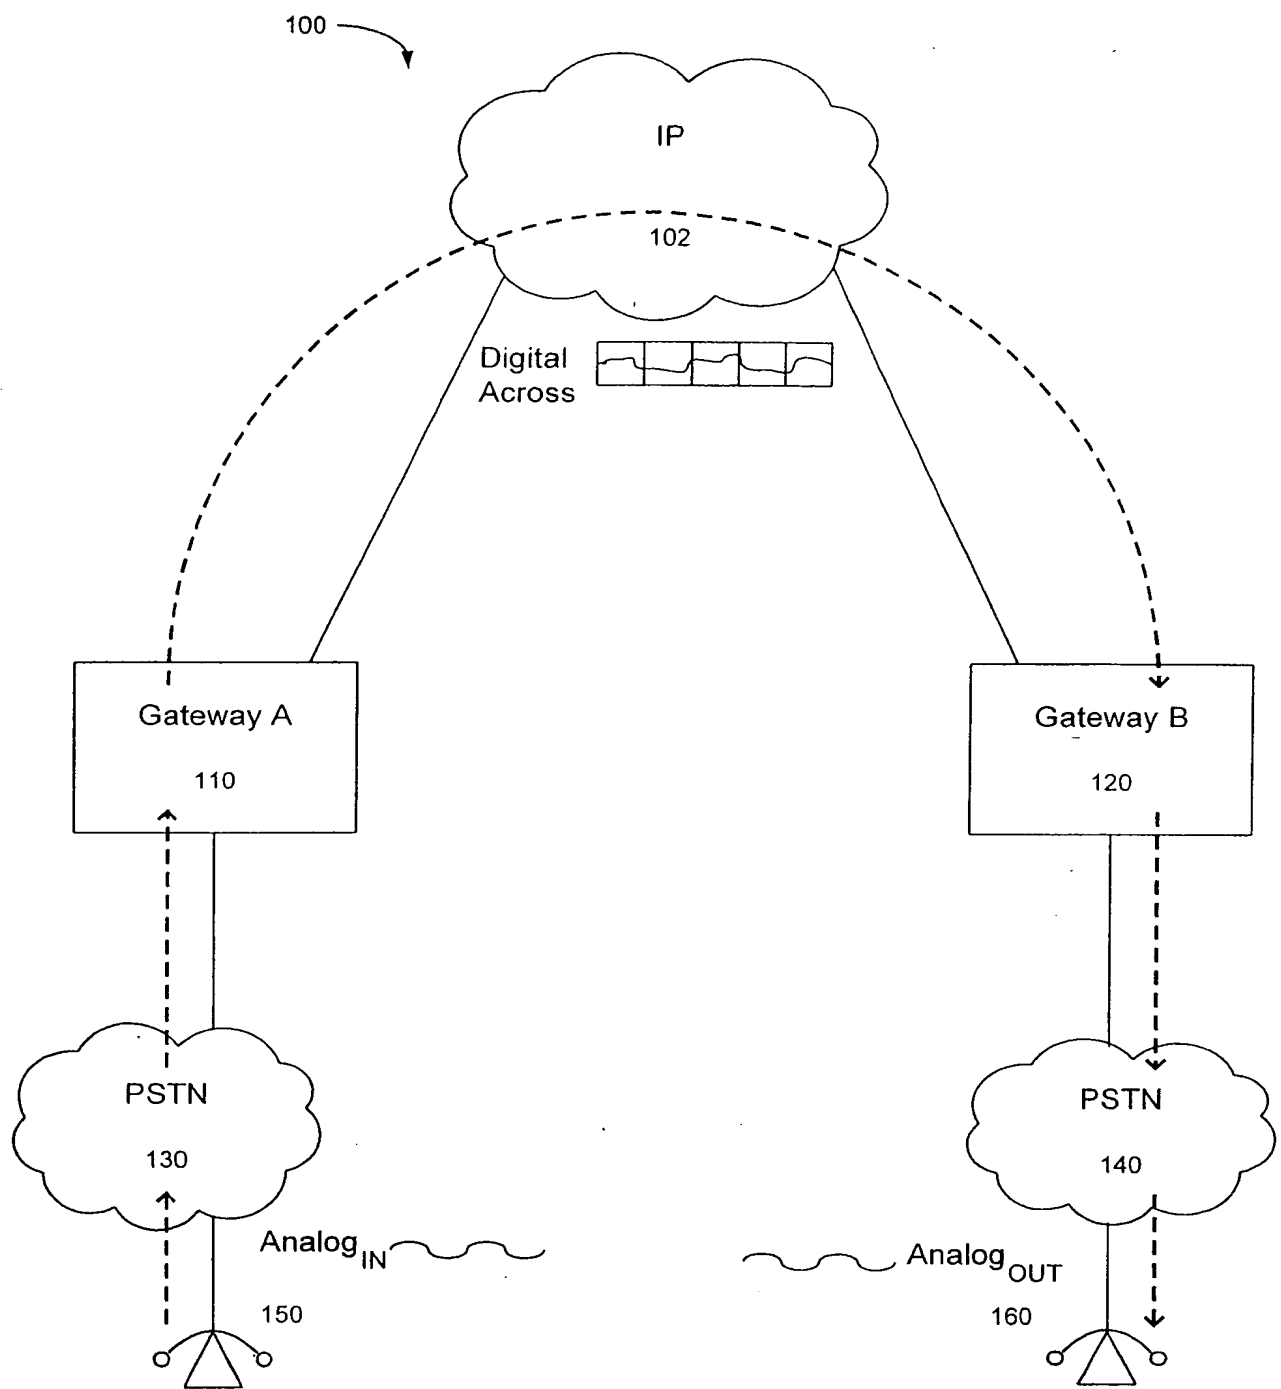 100
IP
102
Digital
Across
Gateway A
110
Gateway B
120
PSTN
130
PSTN
140
AnalogIN
AnalogOUT
150
160